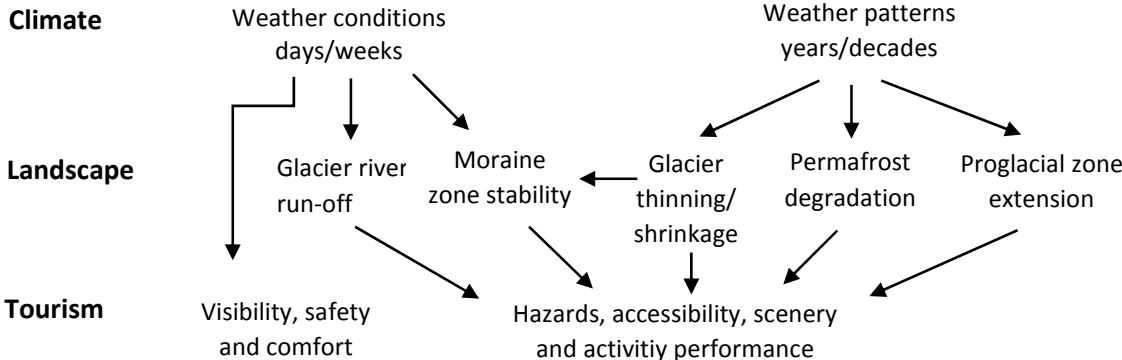 Climate
Weather conditions
days/weeks
Weather patterns
years/decades
Landscape
Glacier river
run-off
Moraine
zone stability
Glacier
thinning/
shrinkage
Permafrost
degradation
Proglacial zone
extension
Tourism
Visibility, safety
and comfort
Hazards, accessibility, scenery
and activitiy performance